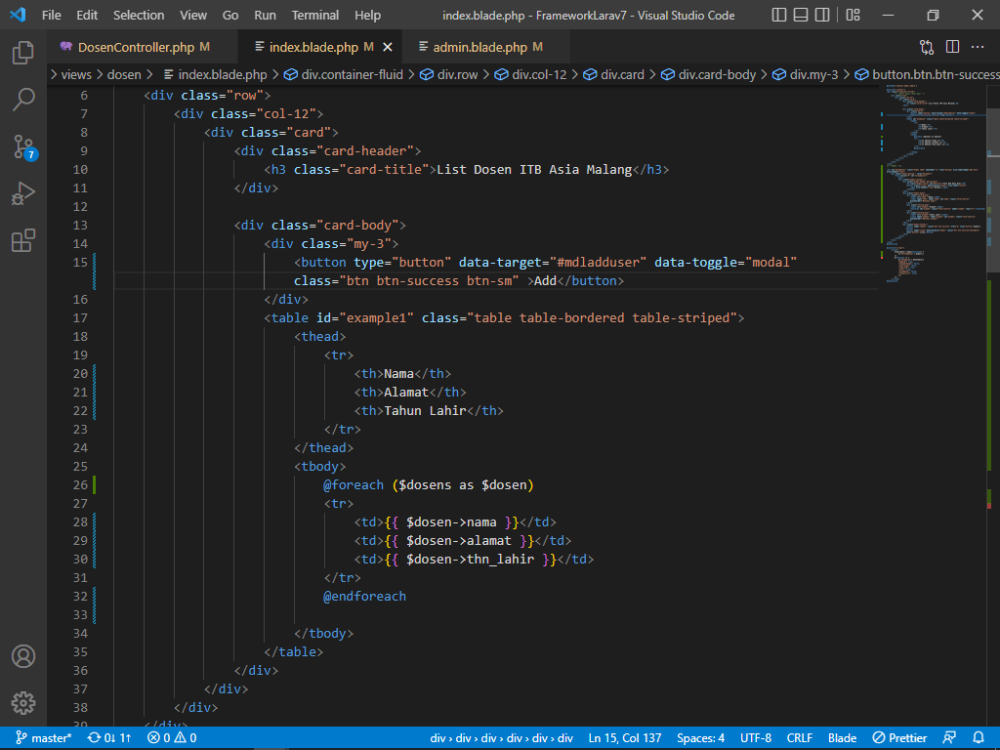 File Edit Selection View Go Run Terminal Help index.blade.php - FrameworkLarav7 - Visual Studio Code
DosenController.php M index.blade.php M admin.blade.php M
views > dosen > index.blade.php > div.container-fluid > div.row > div.col-12 > div.card > div.card-body > div.my-3 > button.btn.btn-success
6 <div class="row">
7 <div class="col-12">
8 <div class="card">
9 <div class="card-header">
10 <h3 class="card-title">List Dosen ITB Asia Malang</h3>
11 </div>
12
13 <div class="card-body">
14 <div class="my-3">
15 <button type="button" data-target="#mdladduser" data-toggle="modal"
class="btn btn-success btn-sm" >Add</button>
16 </div>
17 <table id="example1" class="table table-bordered table-striped">
18 <thead>
19 <tr>
20 <th>Nama</th>
21 <th>Alamat</th>
22 <th>Tahun Lahir</th>
23 </tr>
24 </thead>
25 <tbody>
26 @foreach ($dosens as $dosen)
27 <tr>
28 <td>{{ $dosen->nama }}</td>
29 <td>{{ $dosen->alamat }}</td>
30 <td>{{ $dosen->thn_lahir }}</td>
31 </tr>
32 @endforeach
33
34 </tbody>
35 </table>
36 </div>
37 </div>
38 </div>
39 </div>
7
master* 0↓ 1↑ 0 0 div > div > div > div > div > div Ln 15, Col 137 Spaces: 4 UTF-8 CRLF Blade Prettier